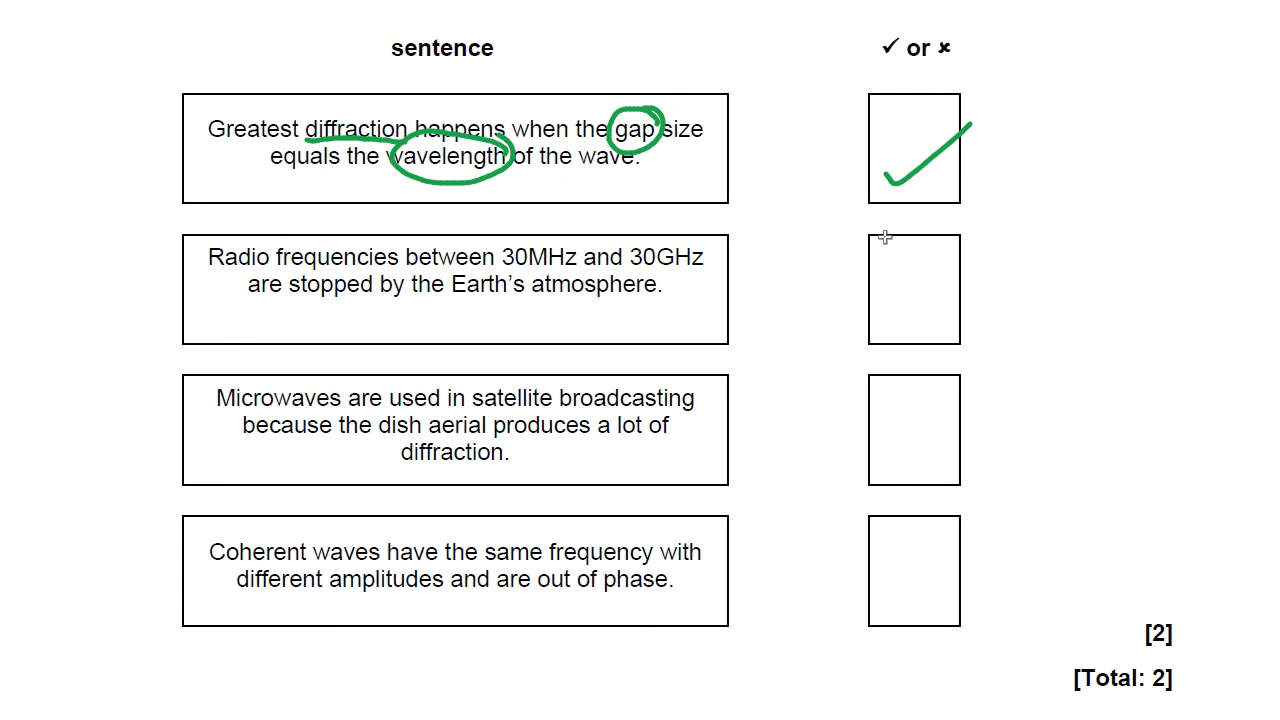 sentence
✓ or ✗
Greatest diffraction happens when the gap size
equals the wavelength of the wave.
Radio frequencies between 30MHz and 30GHz
are stopped by the Earth’s atmosphere.
Microwaves are used in satellite broadcasting
because the dish aerial produces a lot of
diffraction.
Coherent waves have the same frequency with
different amplitudes and are out of phase.
[2]
[Total: 2]